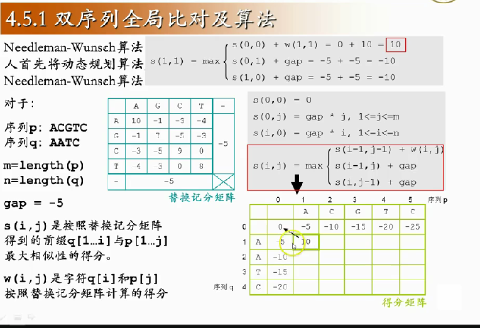 4.5.1 双序列全局比对及算法
Needleman-Wunsch算法
人首先将动态规划算法
Needleman-Wunsch算法
s(1,1) = max
s(0,0) + w(1,1) = 0 + 10 = 10
s(0,1) + gap = -5 + -5 = -10
s(1,0) + gap = -5 + -5 = -10
对于:
序列p: ACGTC
序列q: AATC
m=length(p)
n=length(q)
gap = -5
s(i,j)是按照替换记分矩阵
得到的前缀q[1…i]与p[1…j]
最大相似性的得分。
w(i,j)是字符q[i]和p[j]
按照替换记分矩阵计算的得分
A G C T -
A 10 -1 -3 -4
G -1 7 -5 -3
C -3 -5 9 0
T -4 -3 0 8
-5
- -5
替换记分矩阵
s(0,0) = 0
s(0,j) = gap * j, 1<=j<=m
s(i,0) = gap * i, 1<=i<=n
s(i,j) = max
s(i-1,j-1) + w(i,j)
s(i-1,j) + gap
s(i,j-1) + gap
0 1 2 3 4 5 序列p
A C G T C
0 0 -5 -10 -15 -20 -25
1 A -5 10
2 A -10
3 T -15
序列q 4 C -20
得分矩阵